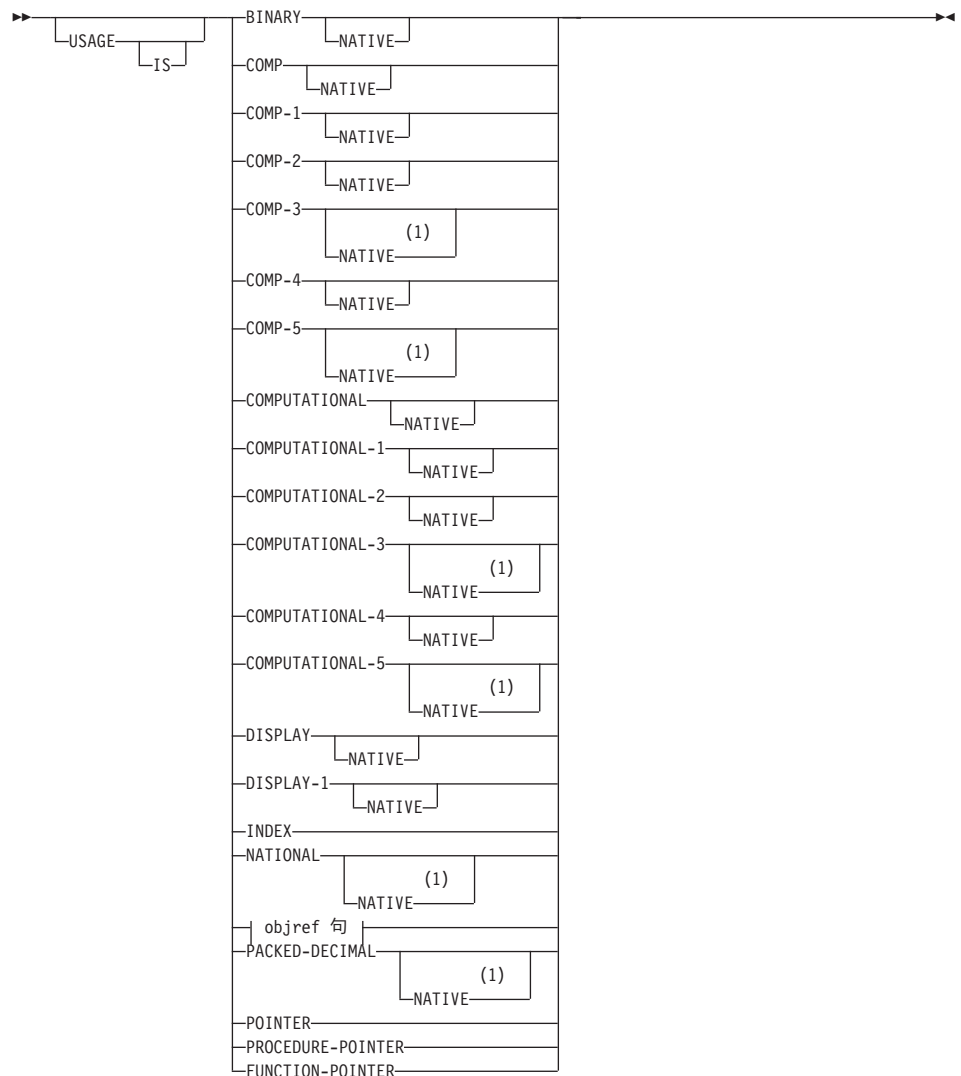 BINARY
NATIVE
USAGE
IS
COMP
NATIVE
COMP-1
NATIVE
COMP-2
NATIVE
COMP-3
(1)
NATIVE
COMP-4
NATIVE
COMP-5
(1)
NATIVE
COMPUTATIONAL
NATIVE
COMPUTATIONAL-1
NATIVE
COMPUTATIONAL-2
NATIVE
COMPUTATIONAL-3
(1)
NATIVE
COMPUTATIONAL-4
NATIVE
COMPUTATIONAL-5
(1)
NATIVE
DISPLAY
NATIVE
DISPLAY-1
NATIVE
INDEX
NATIONAL
(1)
NATIVE
objref 句
PACKED-DECIMAL
(1)
NATIVE
POINTER
PROCEDURE-POINTER
FUNCTION-POINTER